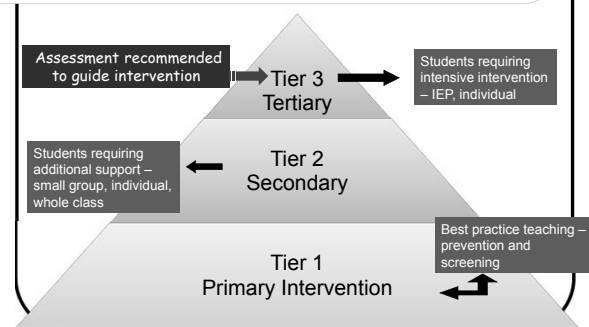 Assessment recommended
to guide intervention
Tier 3
Tertiary
Students requiring
intensive intervention
– IEP, individual
Students requiring
additional support –
small group, individual,
whole class
Tier 2
Secondary
Best practice teaching –
prevention and
screening
Tier 1
Primary Intervention